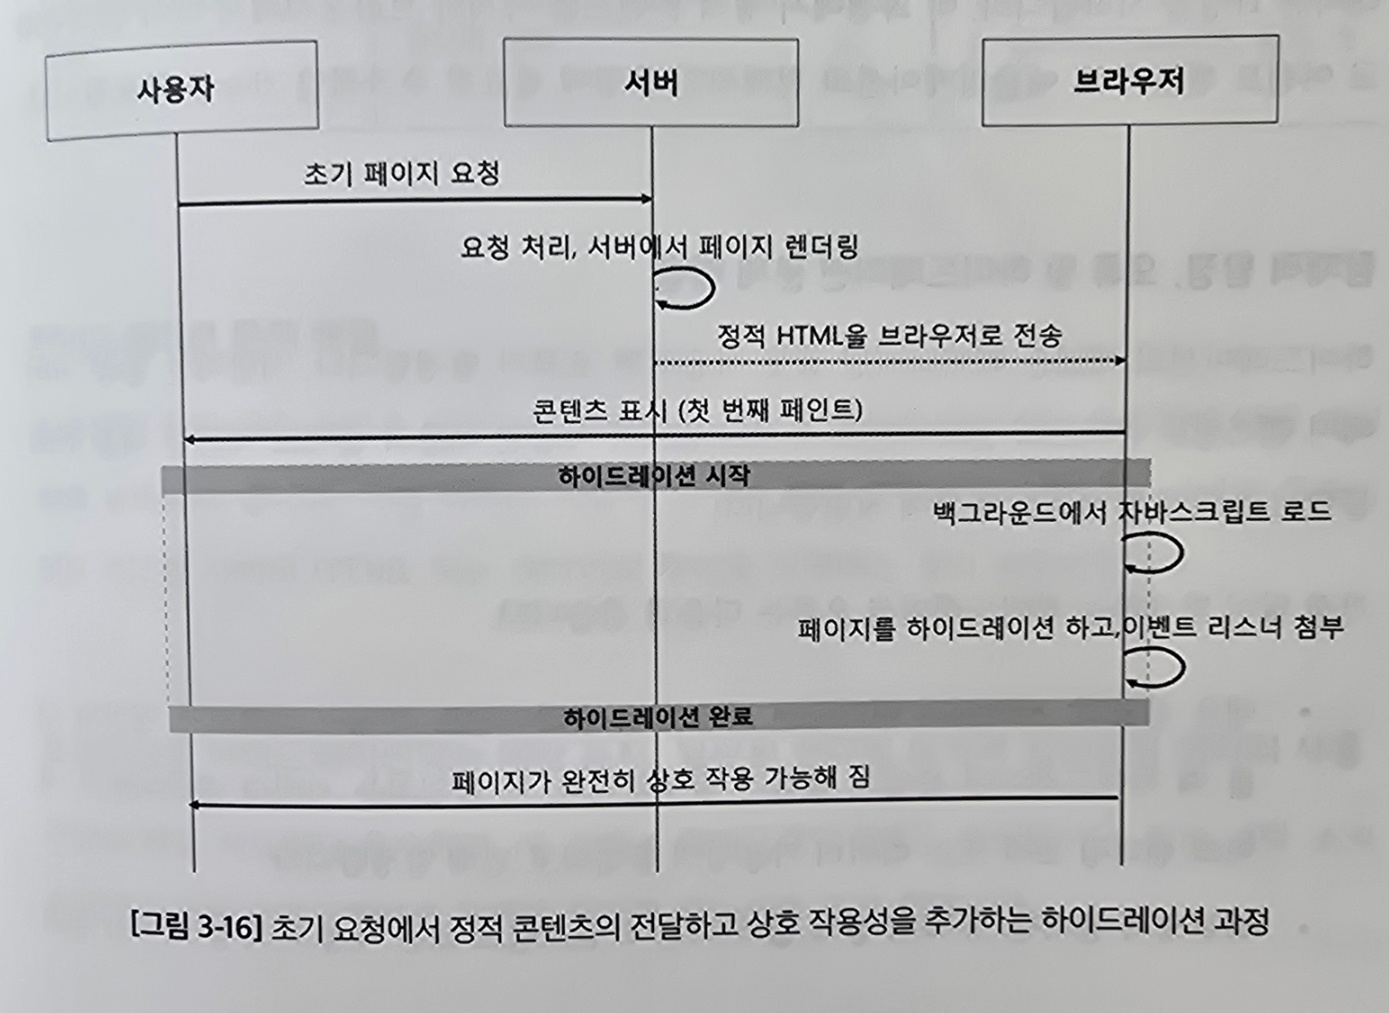 사용자
서버
브라우저
초기 페이지 요청
요청 처리, 서버에서 페이지 렌더링
정적 HTML울 브라우저로 전송
콘텐츠 표시 (첫 번째 페인트)
하이드레이션 시작
백그라운드에서 자바스크립트 로드
페이지를 하이드레이션 하고,이벤트 리스너 첨부
하이드레이션 완료
페이지가 완전히 상호 작용 가능해 짐
[그림 3-16] 초기 요청에서 정적 콘텐츠의 전달하고 상호 작용성을 추가하는 하이드레이션 과정